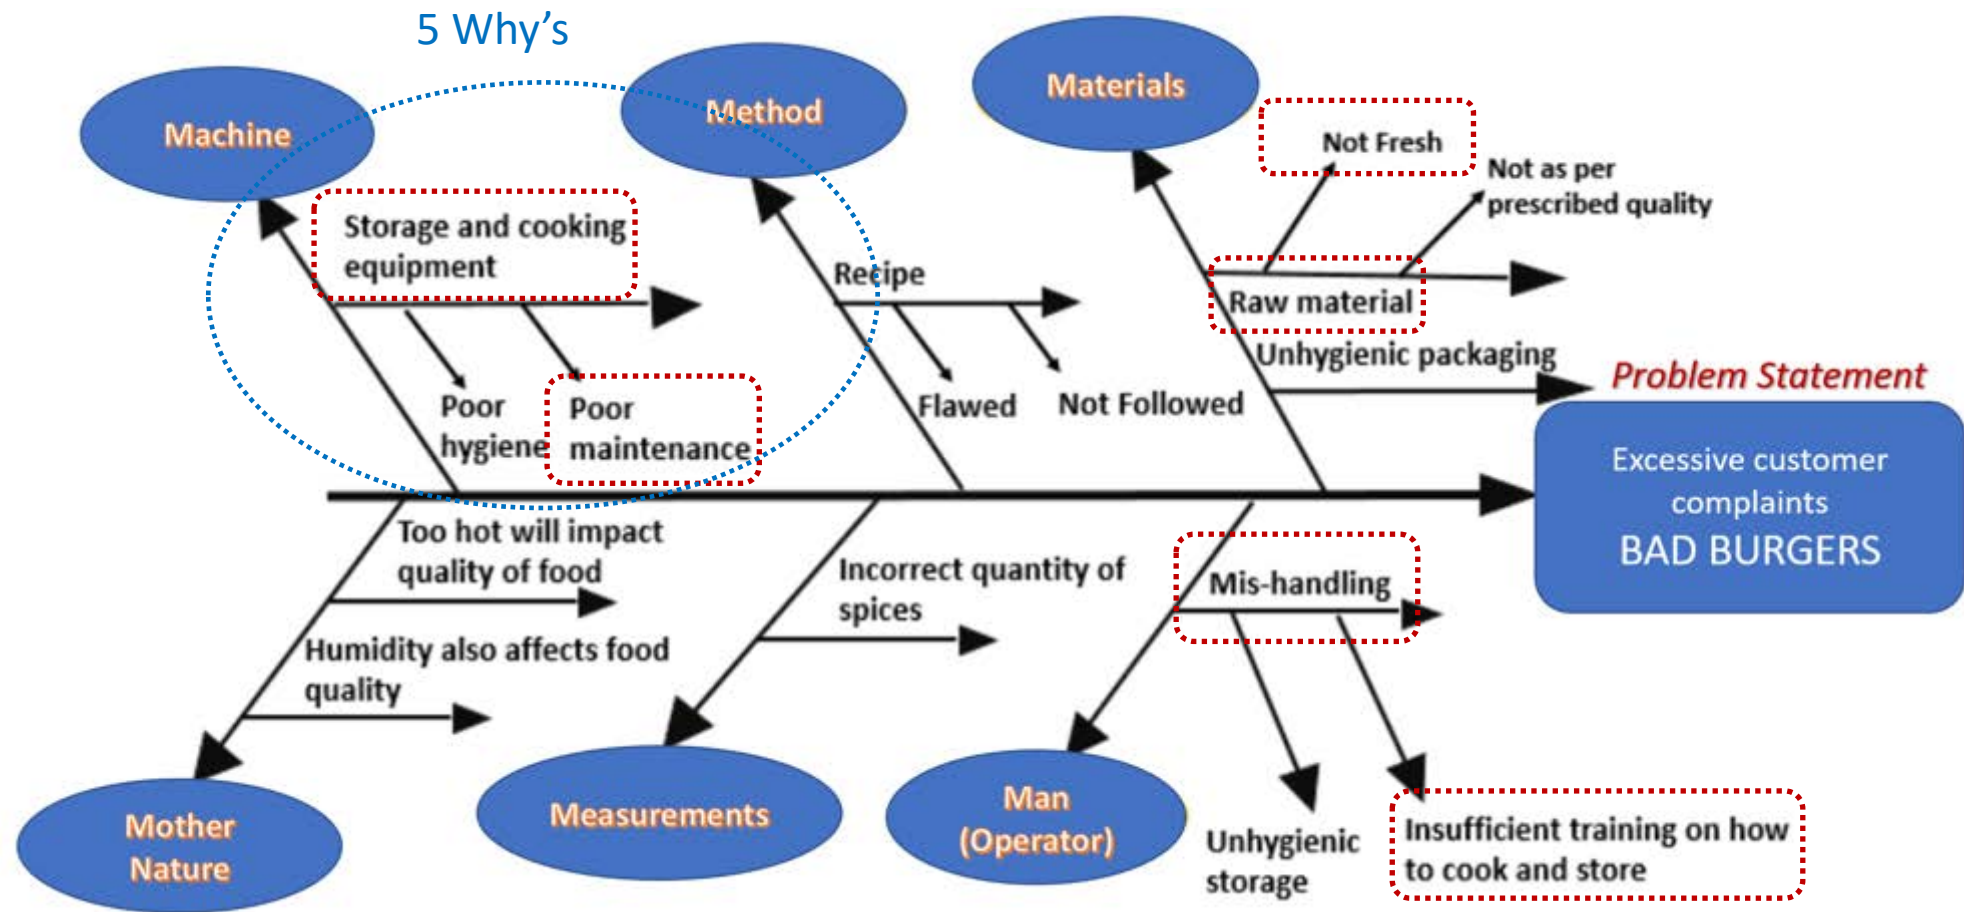 5 Why's
Machine
Method
Materials
Not Fresh
Not as per
prescribed quality
Storage and cooking
equipment
Recipe
Raw material
Unhygienic packaging
Poor
hygiene
Poor
maintenance
Flawed
Not Followed
Problem Statement
Excessive customer
complaints
BAD BURGERS
Too hot will impact
quality of food
Humidity also affects food
quality
Incorrect quantity of
spices
Mis-handling
Mother
Nature
Measurements
Man
(Operator)
Unhygienic
storage
Insufficient training on how
to cook and store